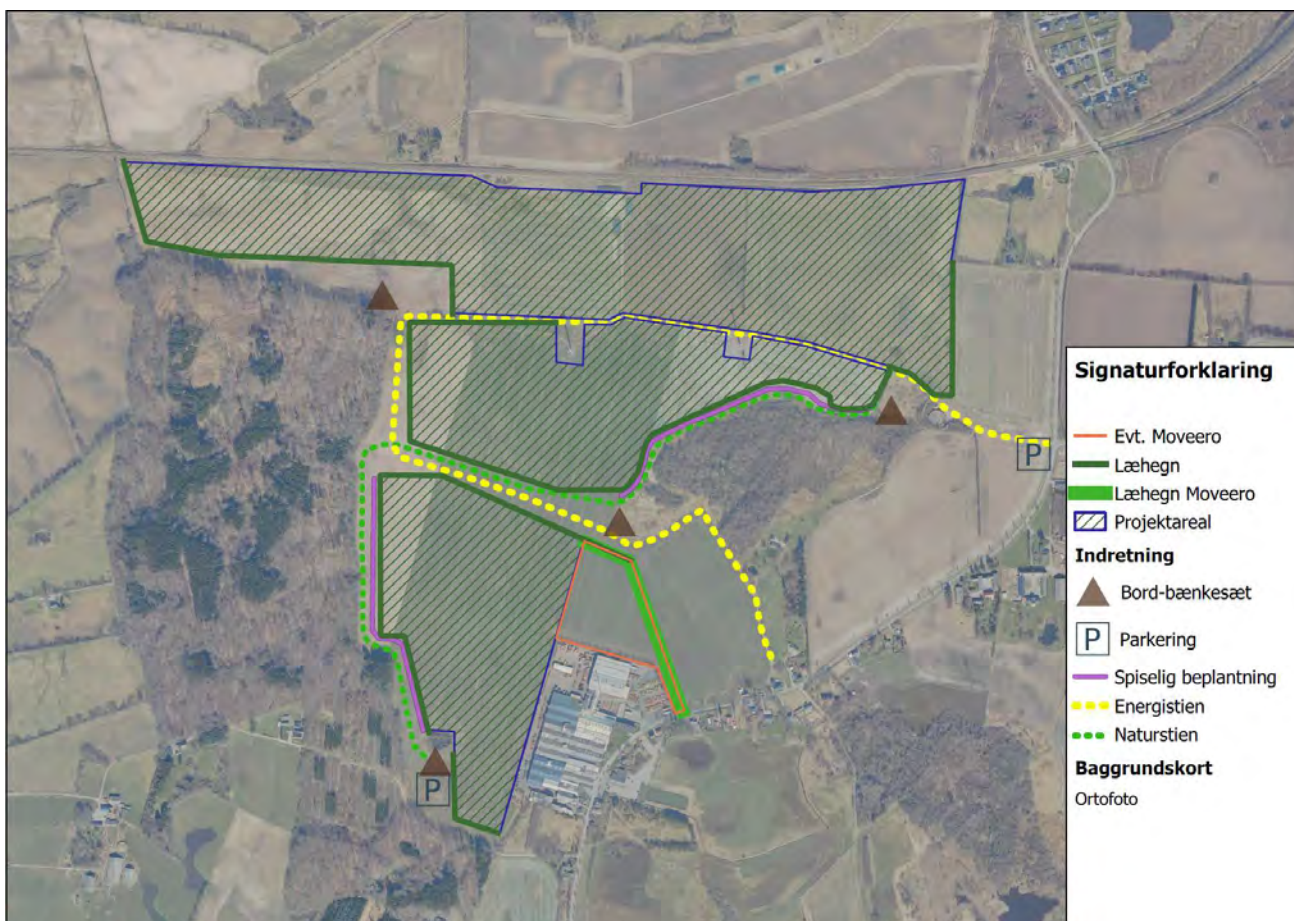 Signaturforklaring
Evt. Moveero
Læhegn
Læhegn Moveero
Projektareal
Indretning
Bord-bænkesæt
P Parkering
Spiselig beplantning
Energistien
Naturstien
Baggrundskort
Ortofoto
P
P